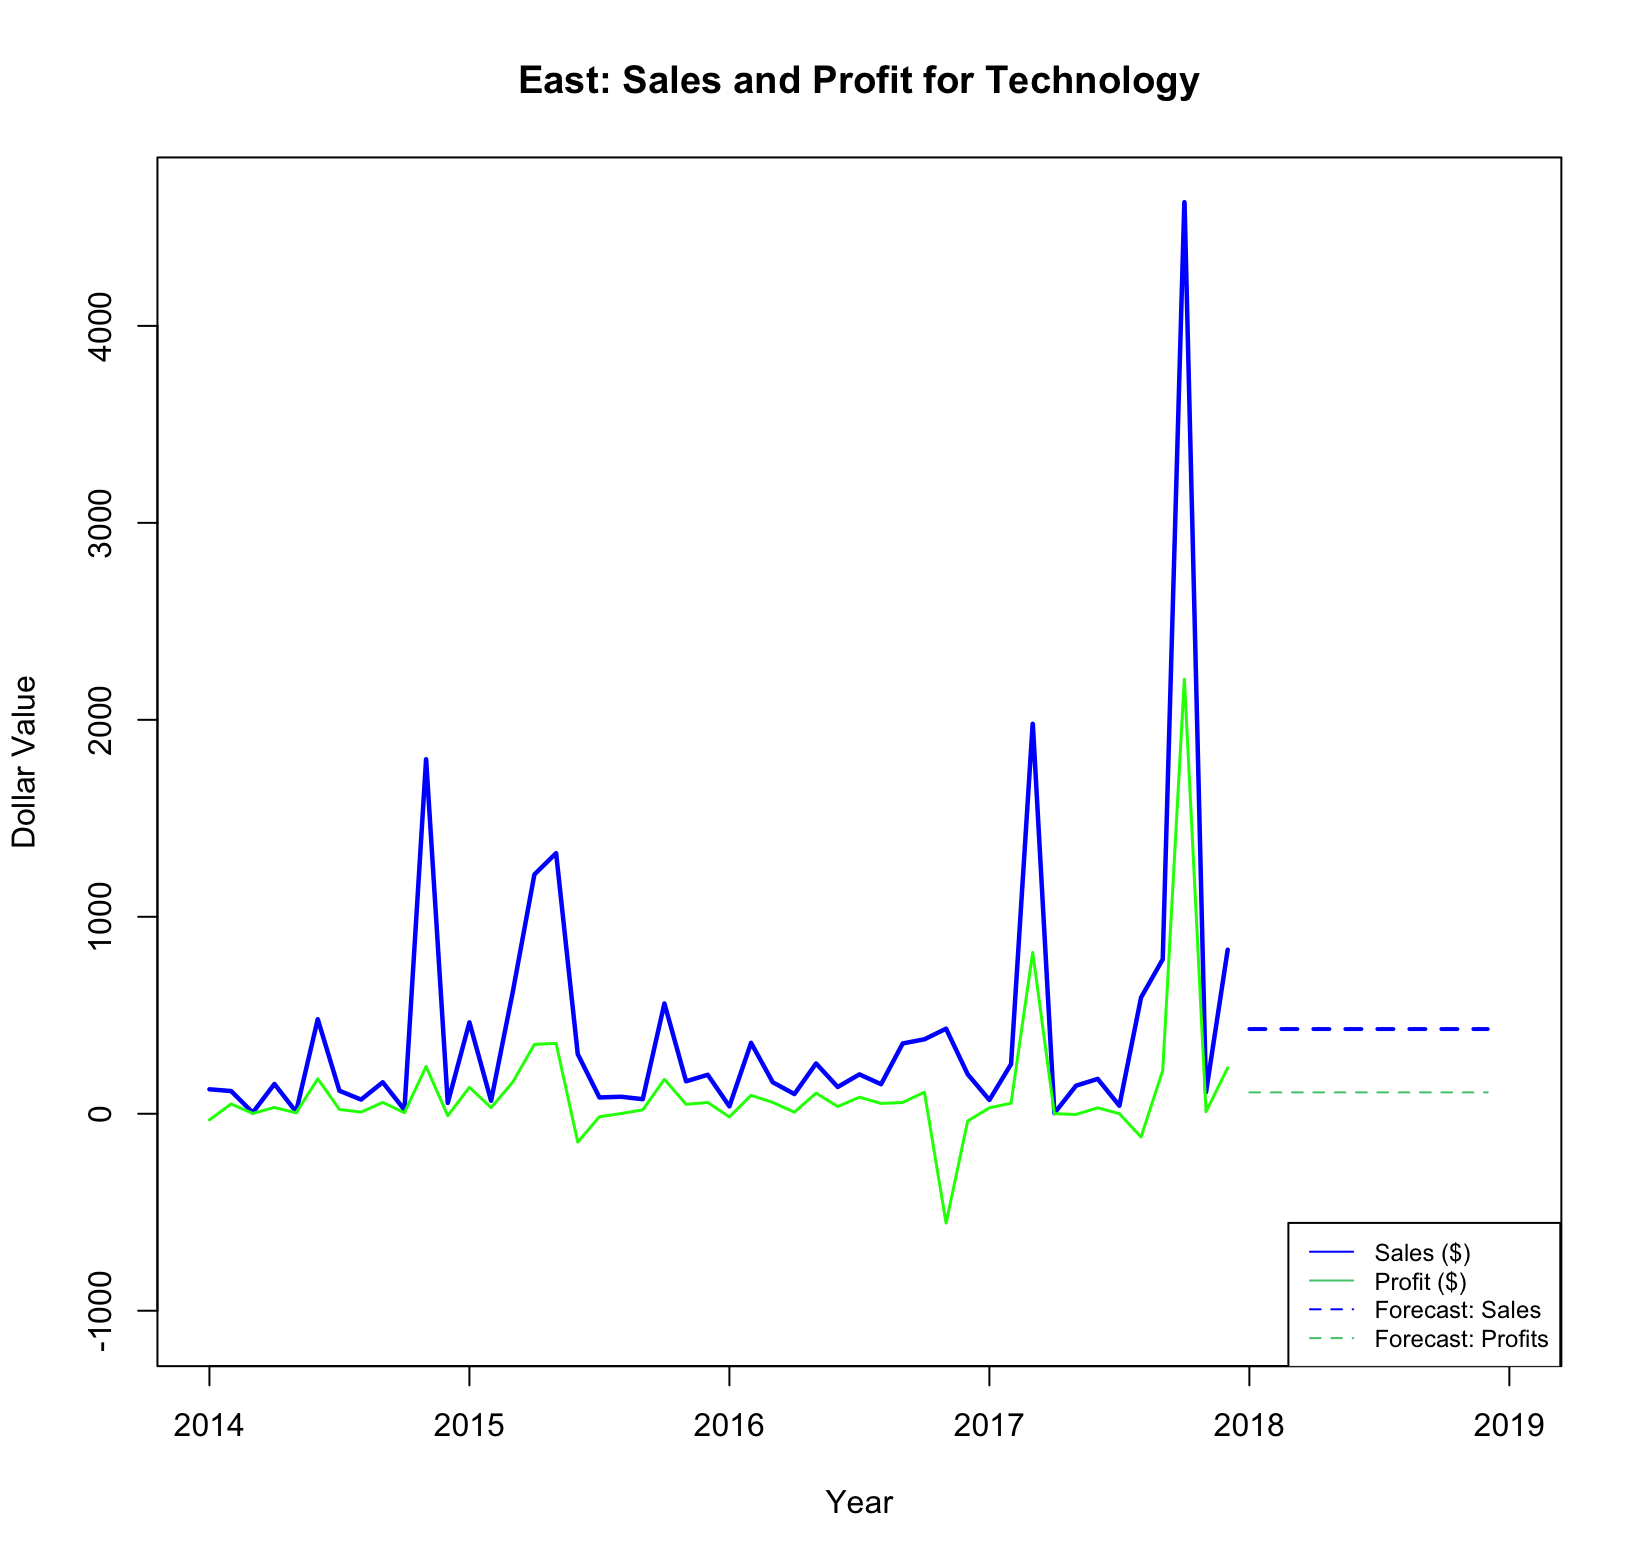 East: Sales and Profit for Technology
Dollar Value
4000
3000
2000
1000
0
-1000
Sales ($)
Profit ($)
Forecast: Sales
Forecast: Profits
2014 2015 2016 2017 2018 2019
Year